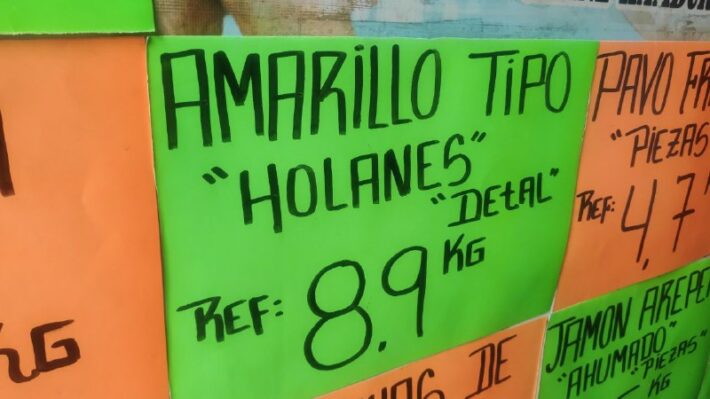 AMARILLO TIPO
"HOLANES"
"DETAL"
REF: 8.9 KG
PAVO
"PIEZAS
REF: 4,7
KG
DE
JAMON
"AHUMADO"
"PIEZAS"
KG